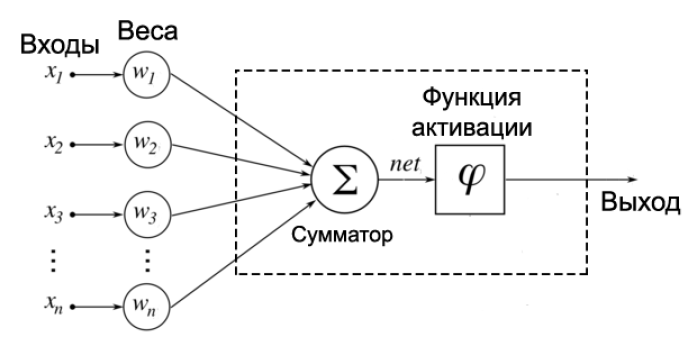 Входы
Веса
x1
w1
Функция
активации
x2
w2
Σ
net
φ
x3
w3
Сумматор
Выход
⋮
⋮
xn
wn